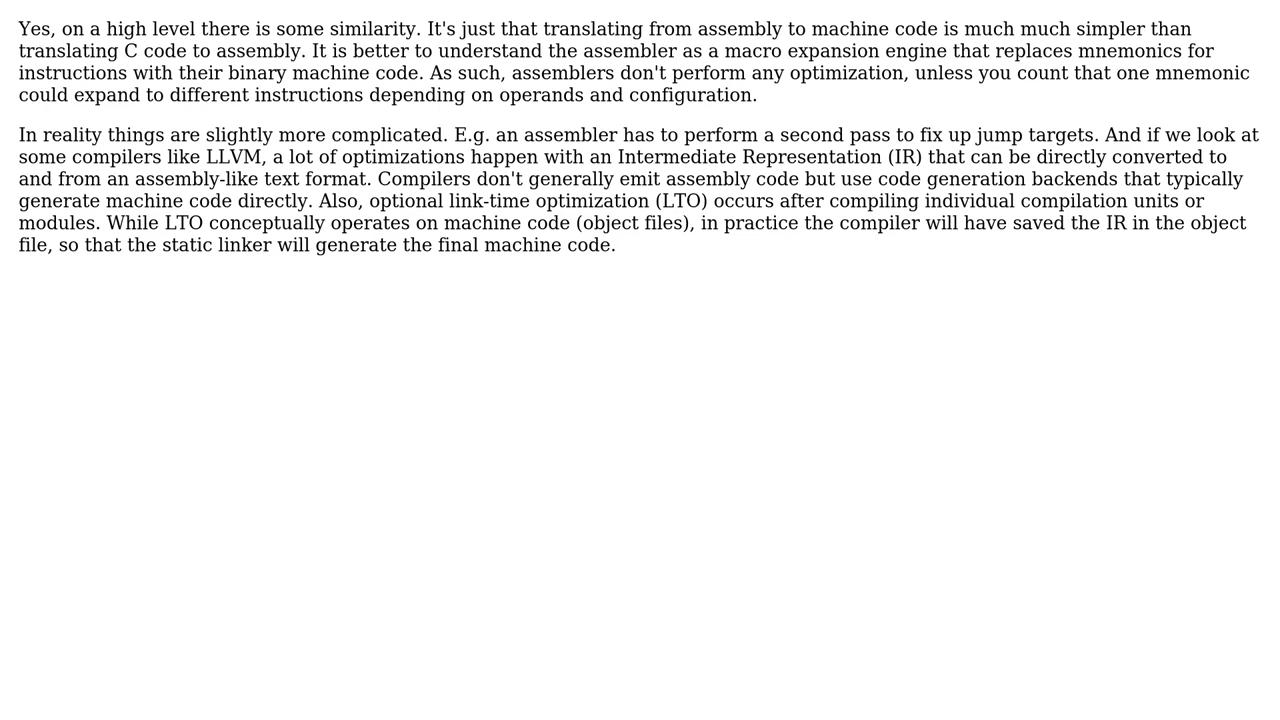 Yes, on a high level there is some similarity. It's just that translating from assembly to machine code is much much simpler than
translating C code to assembly. It is better to understand the assembler as a macro expansion engine that replaces mnemonics for
instructions with their binary machine code. As such, assemblers don't perform any optimization, unless you count that one mnemonic
could expand to different instructions depending on operands and configuration.
In reality things are slightly more complicated. E.g. an assembler has to perform a second pass to fix up jump targets. And if we look at
some compilers like LLVM, a lot of optimizations happen with an Intermediate Representation (IR) that can be directly converted to
and from an assembly-like text format. Compilers don't generally emit assembly code but use code generation backends that typically
generate machine code directly. Also, optional link-time optimization (LTO) occurs after compiling individual compilation units or
modules. While LTO conceptually operates on machine code (object files), in practice the compiler will have saved the IR in the object
file, so that the static linker will generate the final machine code.